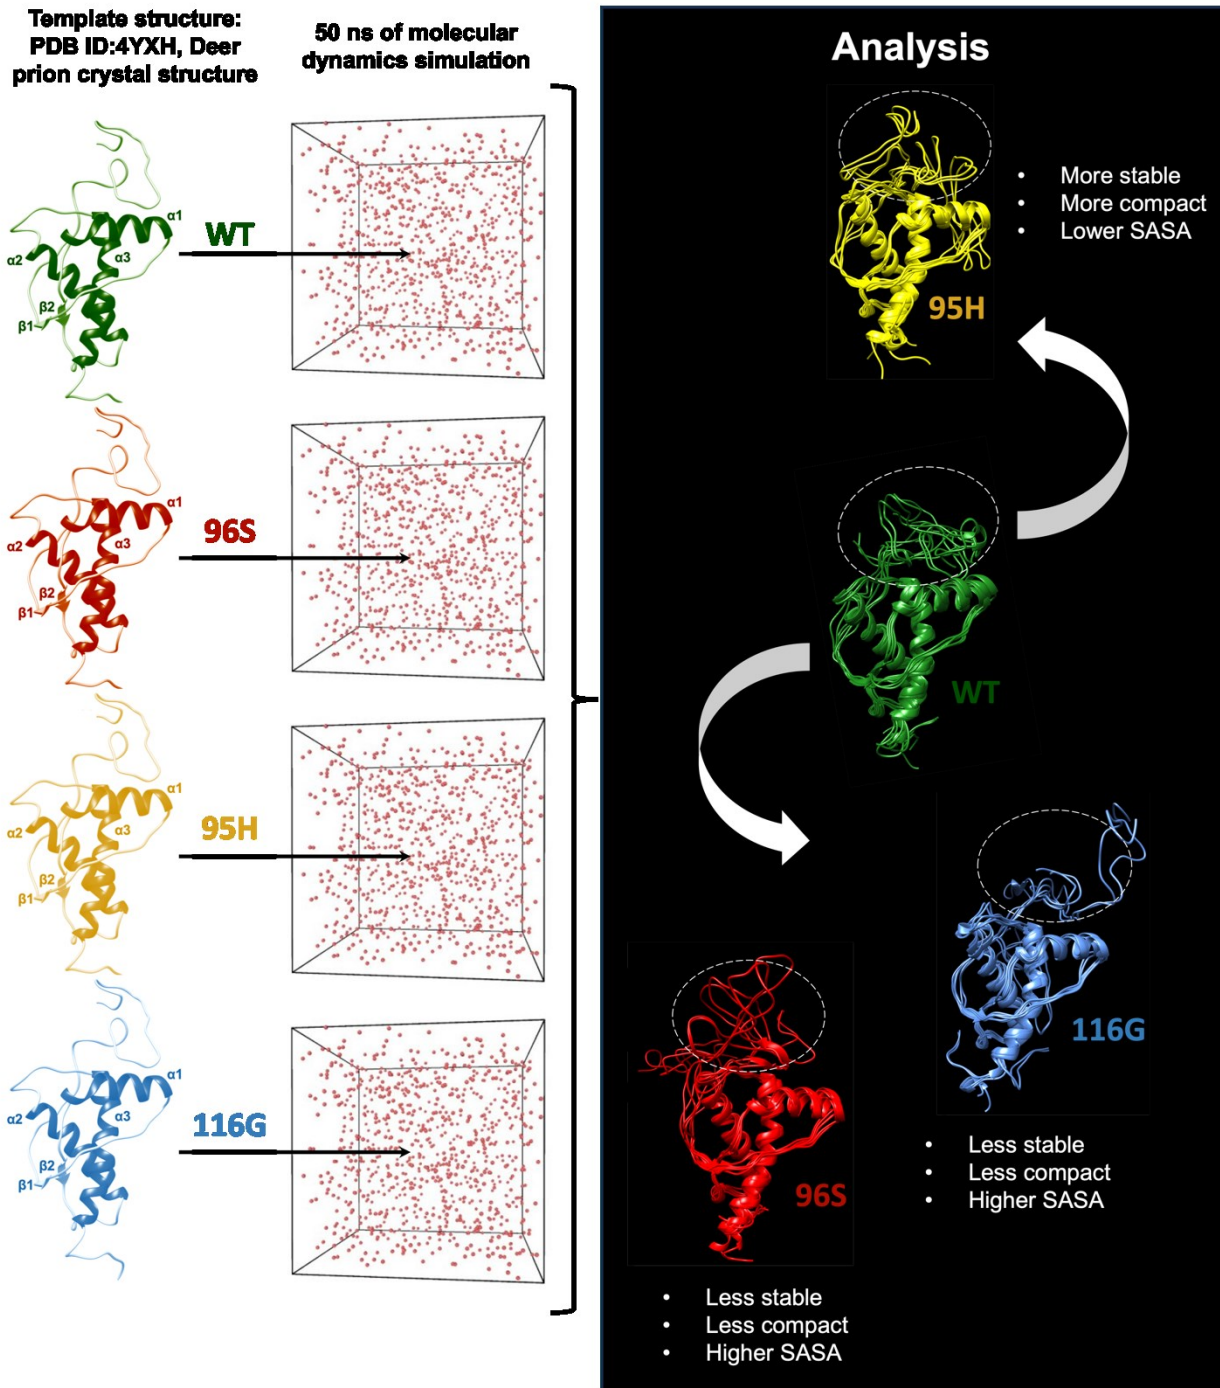 Template structure:
PDB ID:4YXH, Deer
prion crystal structure
50 ns of molecular
dynamics simulation
α1
α2
α3
β2
β1
WT
α1
α2
α3
β2
β1
96S
α1
α2
α3
β2
β1
95H
α1
α2
α3
β2
β1
116G
Analysis
• More stable
• More compact
• Lower SASA
95H
WT
116G
• Less stable
• Less compact
• Higher SASA
96S
• Less stable
• Less compact
• Higher SASA